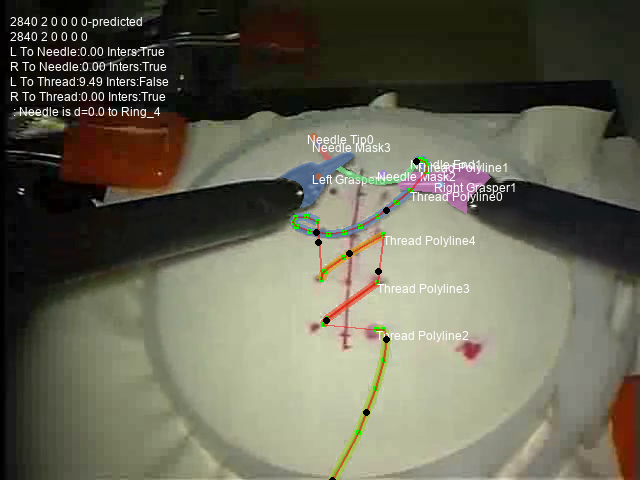 2840 2 0 0 0 0-predicted
2840 2 0 0 0 0
L To Needle:0.00 Inters:True
R To Needle:0.00 Inters:True
L To Thread:9.49 Inters:False
R To Thread:0.00 Inters:True
: Needle is d=0.0 to Ring_4
Needle Tip0
Needle Mask3
Needle End1
Thread Polyline1
Needle Mask2
Left Grasper
Right Grasper1
Thread Polyline0
Thread Polyline4
Thread Polyline3
Thread Polyline2